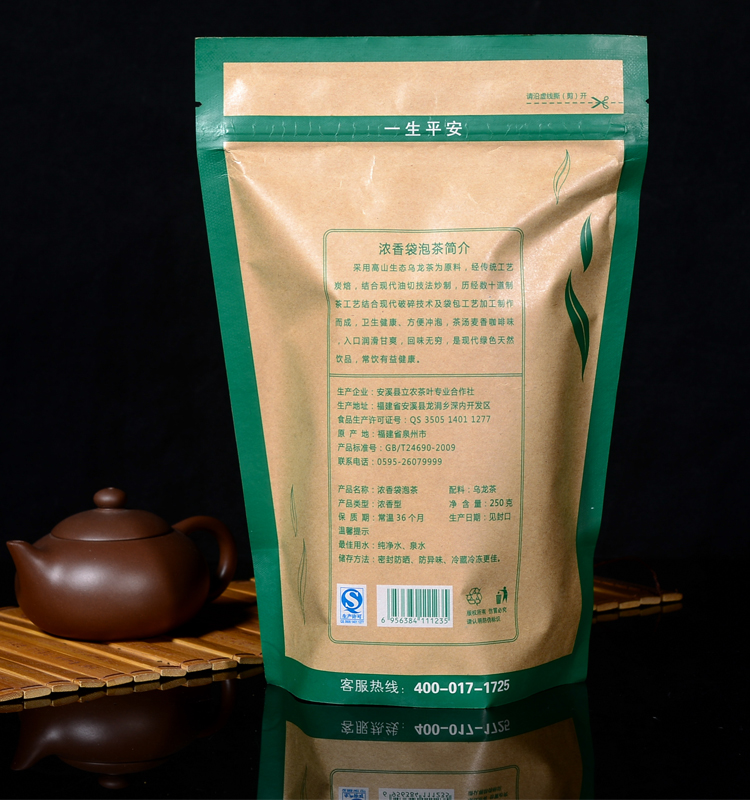 请沿虚线撕(剪)开
一生平安
浓香袋泡茶简介
采用高山生态乌龙茶为原料，经传统工艺
炭焙，结合现代油切技法炒制，历经数十道制
茶工艺结合现代破碎技术及袋包工艺加工制作
而成，卫生健康、方便冲泡，茶汤麦香咖啡味
，入口润滑甘爽，回味无穷，是现代绿色天然
饮品，常饮有益健康。
生产企业：安溪县立农茶叶专业合作社
生产地址：福建省安溪县龙涓乡深内开发区
食品生产许可证号：QS 3505 1401 1277
原 产 地：福建省泉州市
产品标准号：GB/T24690-2009
联系电话：0595-26079999
产品名称：浓香袋泡茶 配料：乌龙茶
产品类型：浓香型 净 含 量：250克
保 质 期：常温36个月 生产日期：见封口
温馨提示
最佳用水：纯净水、泉水
储存方法：密封防晒、防异味、冷藏冷冻更佳。
生产许可
6 956384 111235
版权所有 仿冒必究
客服热线：400-017-1725